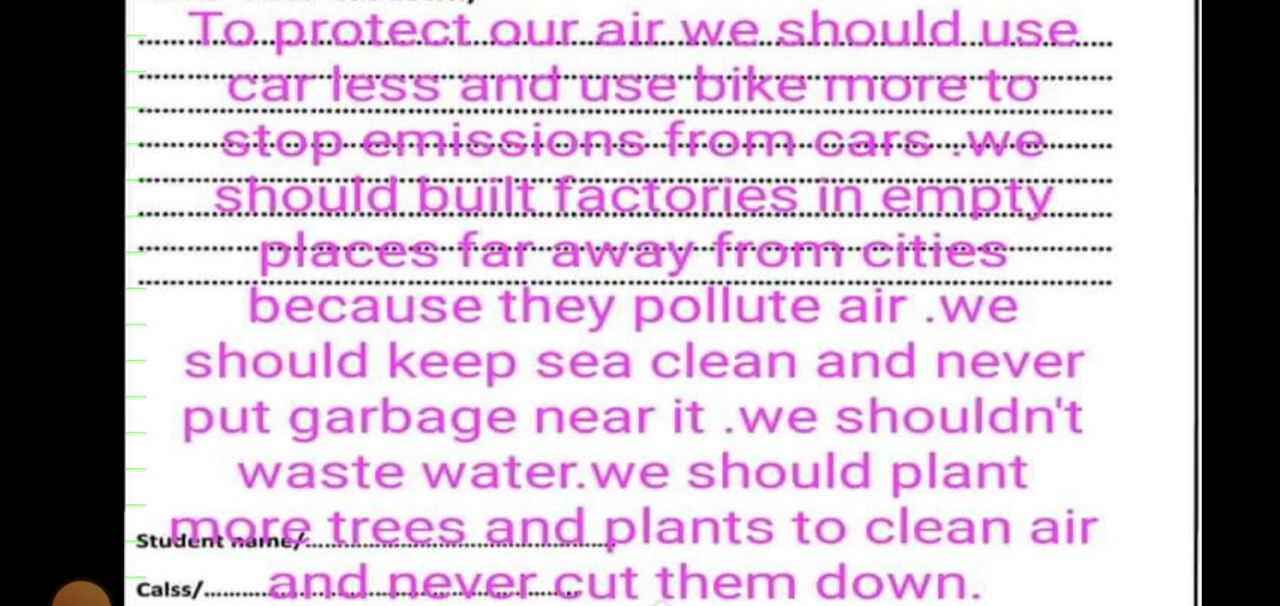 To protect our air we should use
car less and use bike more to
stop emissions from cars .we
should built factories in empty
places far away from cities
because they pollute air .we
should keep sea clean and never
put garbage near it .we shouldn't
waste water.we should plant
more trees and plants to clean air
Student name/
and never cut them down.
Calss/